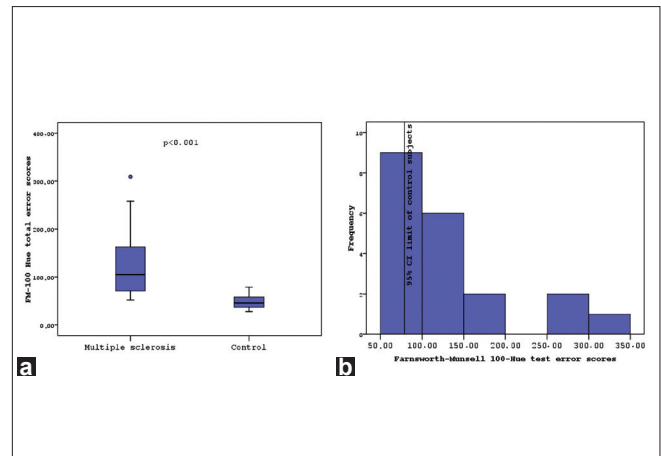 FM-100 Hue total error scores
400.00
300.00
200.00
100.00
0.00
p<0.001
Multiple sclerosis
Control
a
Frequency
10
8
6
4
2
0
95% CI limit of control subjects
50.00 100.00 150.00 200.00 250.00 300.00 350.00
Farnsworth-Munsell 100-Hue test error scores
b